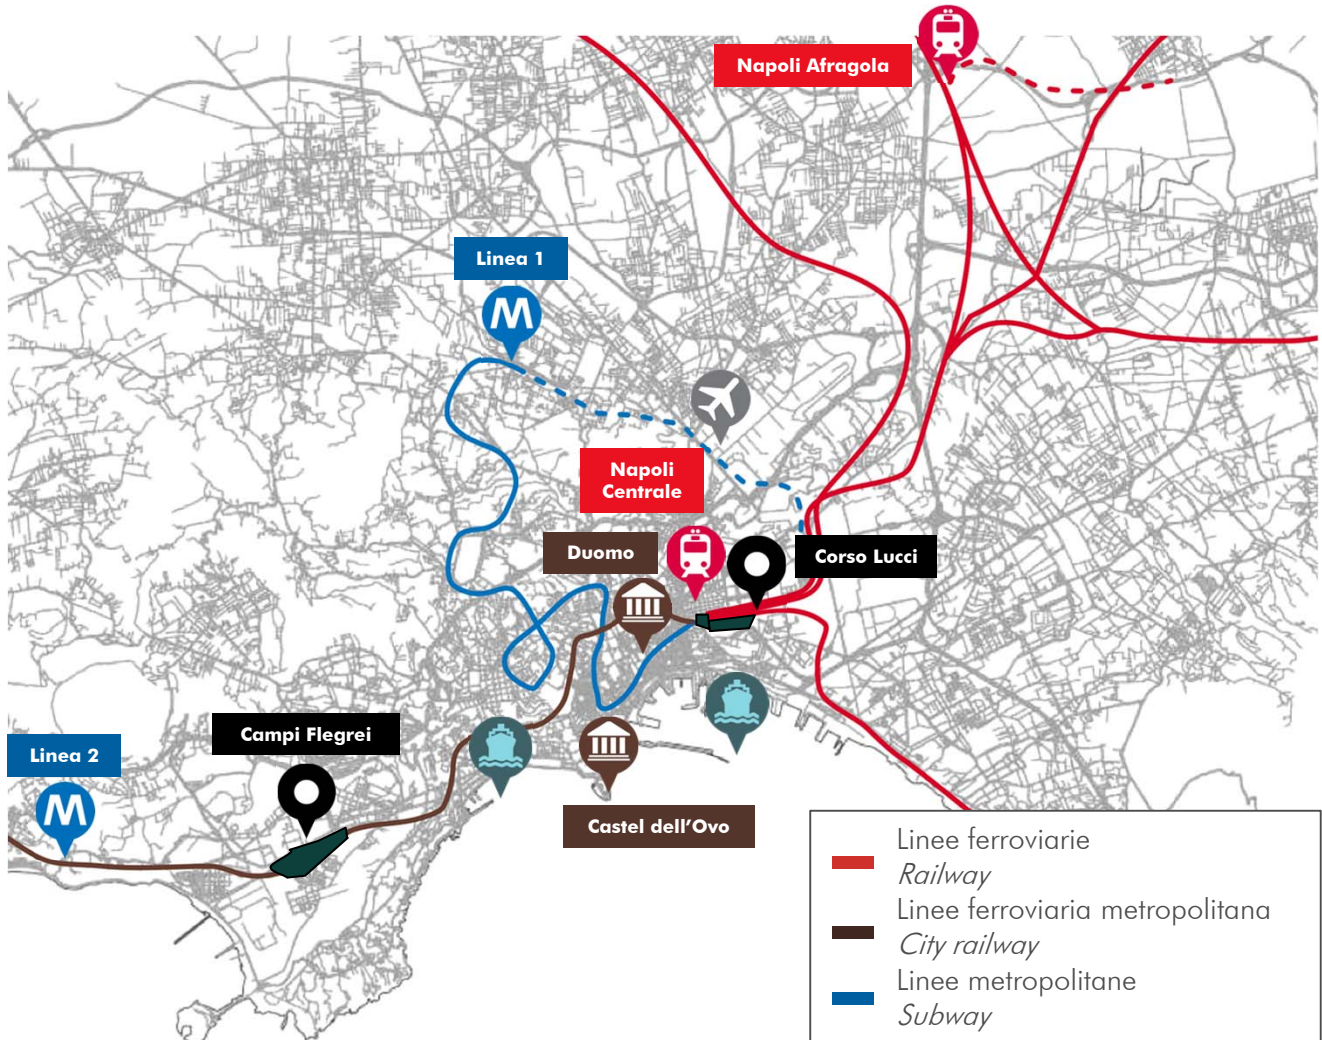 Napoli Afragola
Linea 1
M
Napoli
Centrale
Duomo
Corso Lucci
Campi Flegrei
Linea 2
M
Castel dell'Ovo
Linee ferroviarie
Railway
Linee ferroviaria metropolitana
City railway
Linee metropolitane
Subway